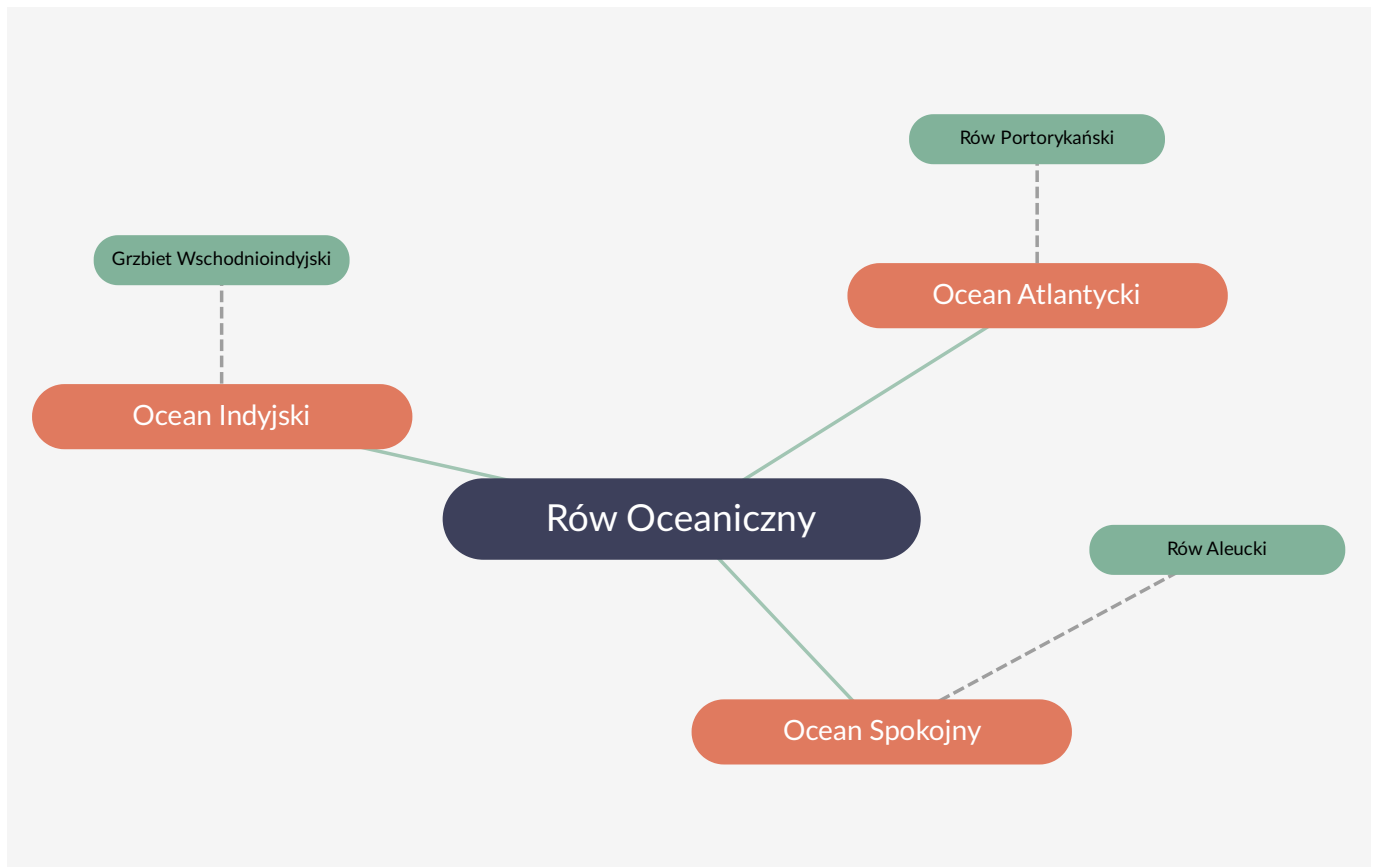 Rów Portorykański
Grzbiet Wschodnioindyjski
Ocean Atlantycki
Ocean Indyjski
Rów Oceaniczny
Rów Aleucki
Ocean Spokojny